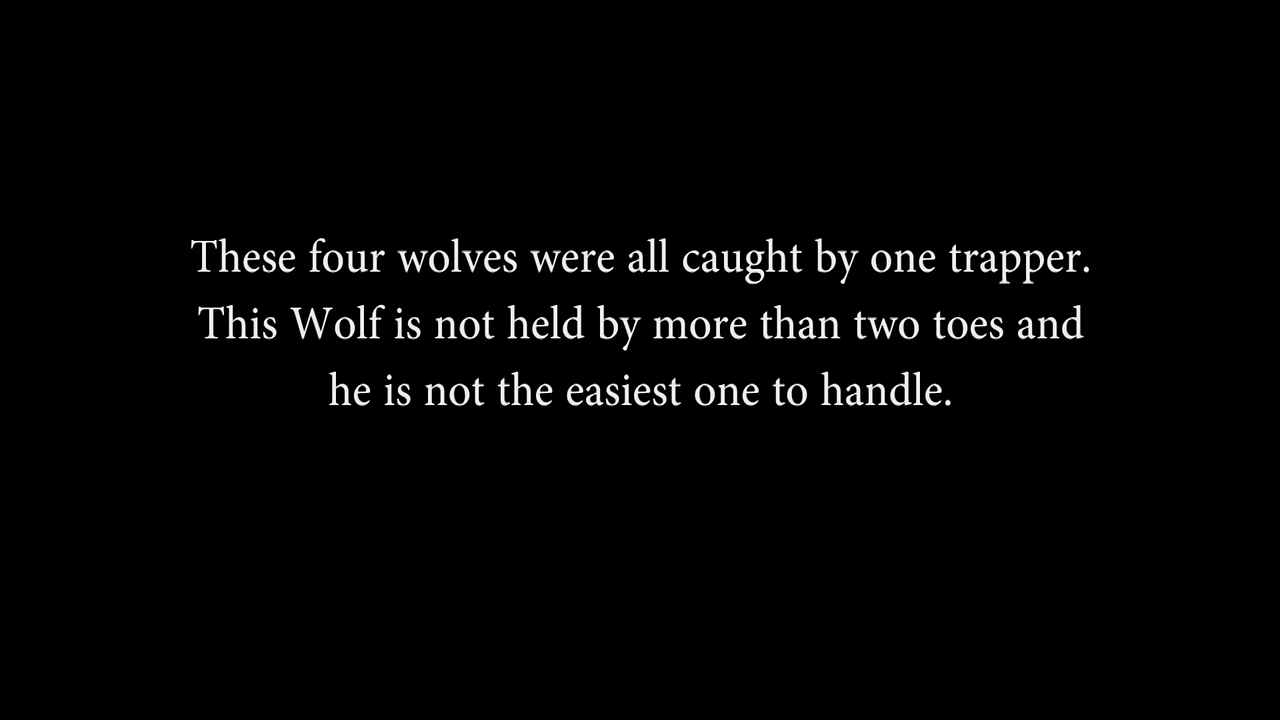 These four wolves were all caught by one trapper.
This Wolf is not held by more than two toes and
he is not the easiest one to handle.